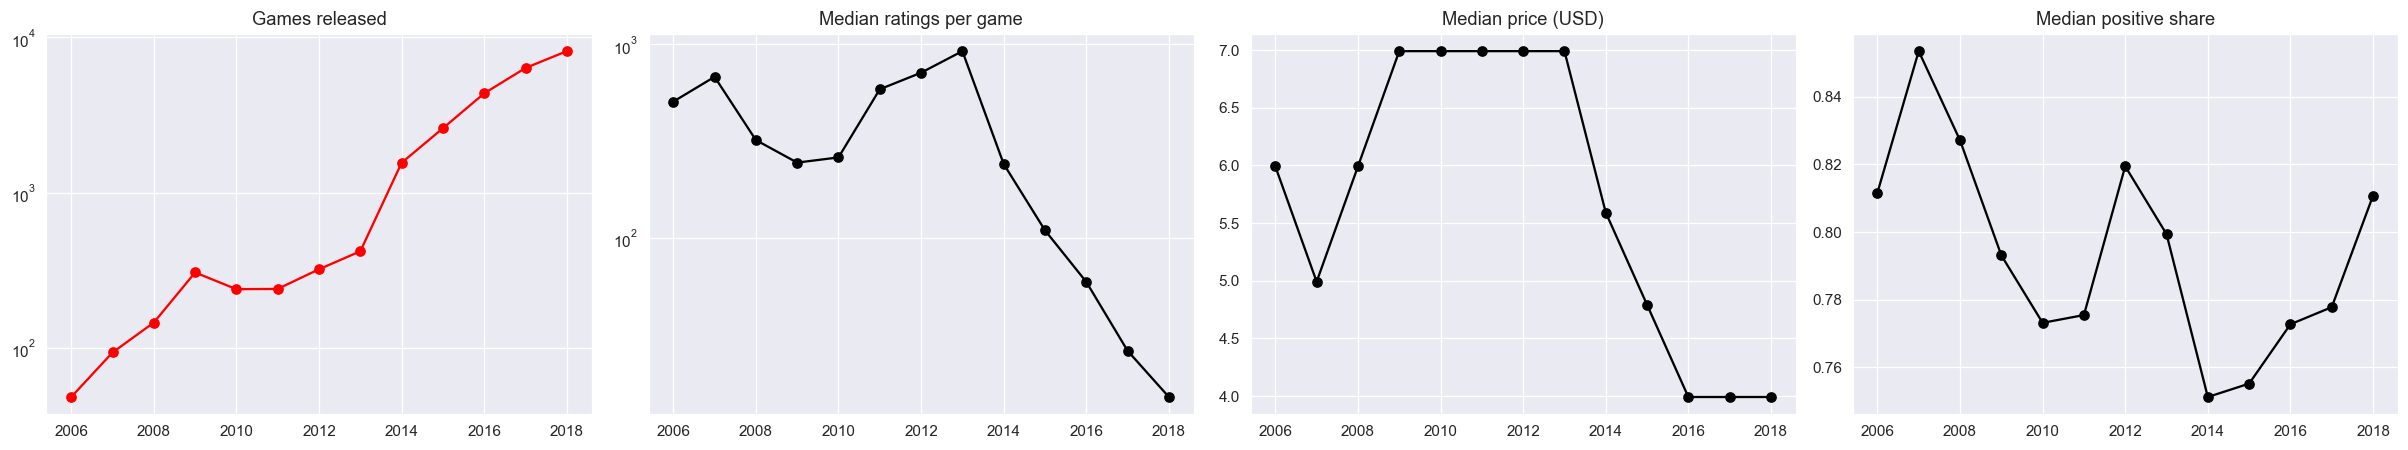 Games released
10^4
10^3
10^2
2006 2008 2010 2012 2014 2016 2018
Median ratings per game
10^3
10^2
2006 2008 2010 2012 2014 2016 2018
Median price (USD)
7.0
6.5
6.0
5.5
5.0
4.5
4.0
2006 2008 2010 2012 2014 2016 2018
Median positive share
0.84
0.82
0.80
0.78
0.76
2006 2008 2010 2012 2014 2016 2018